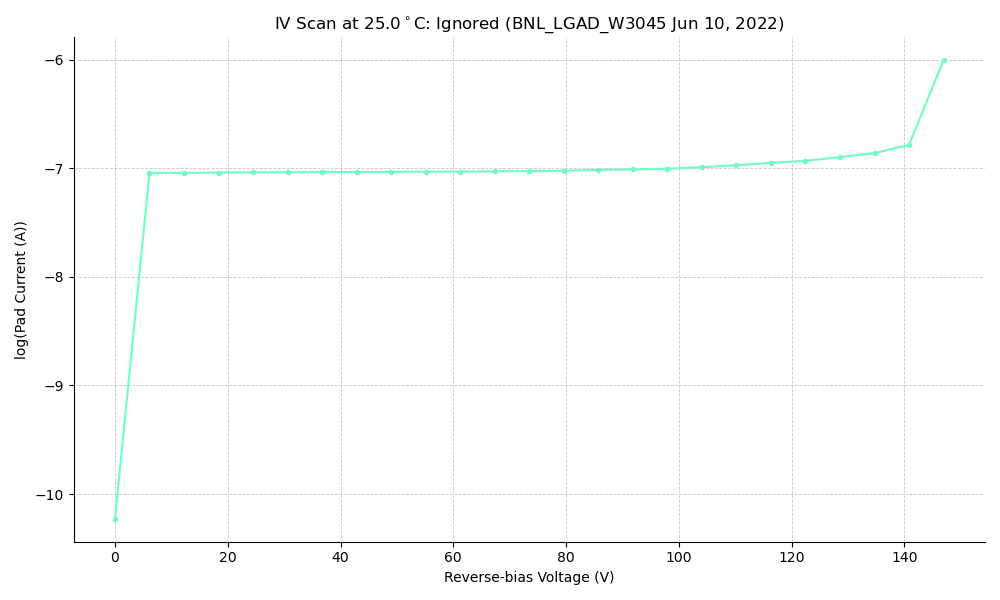 IV Scan at 25.0°C: Ignored (BNL_LGAD_W3045 Jun 10, 2022)
log(Pad Current (A))
−6
−7
−8
−9
−10
0 20 40 60 80 100 120 140
Reverse-bias Voltage (V)